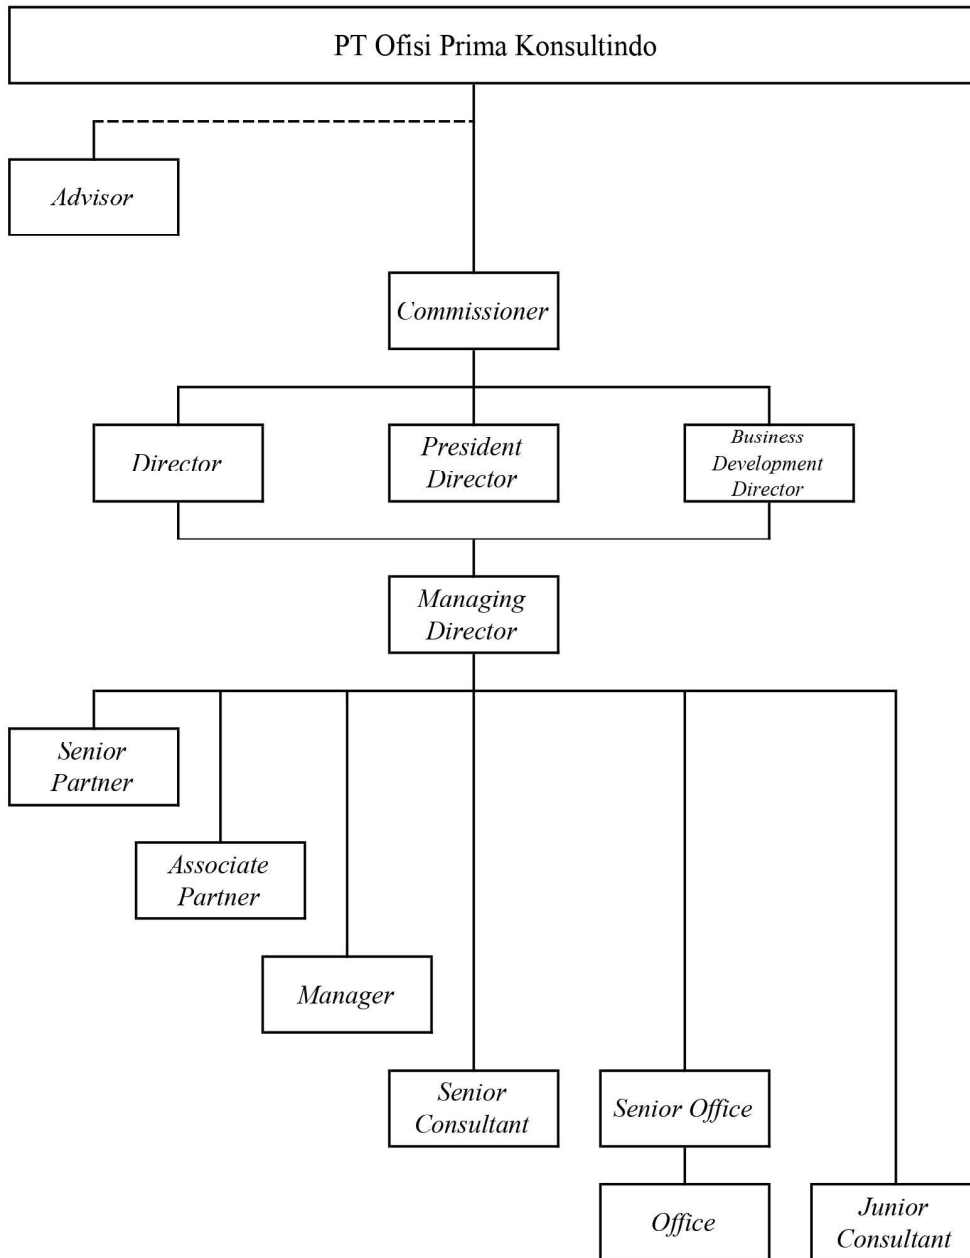 PT Ofisi Prima Konsultindo
Advisor
Commissioner
Director
President
Director
Business
Development
Director
Managing
Director
Senior
Partner
Associate
Partner
Manager
Senior
Consultant
Senior Office
Office
Junior
Consultant